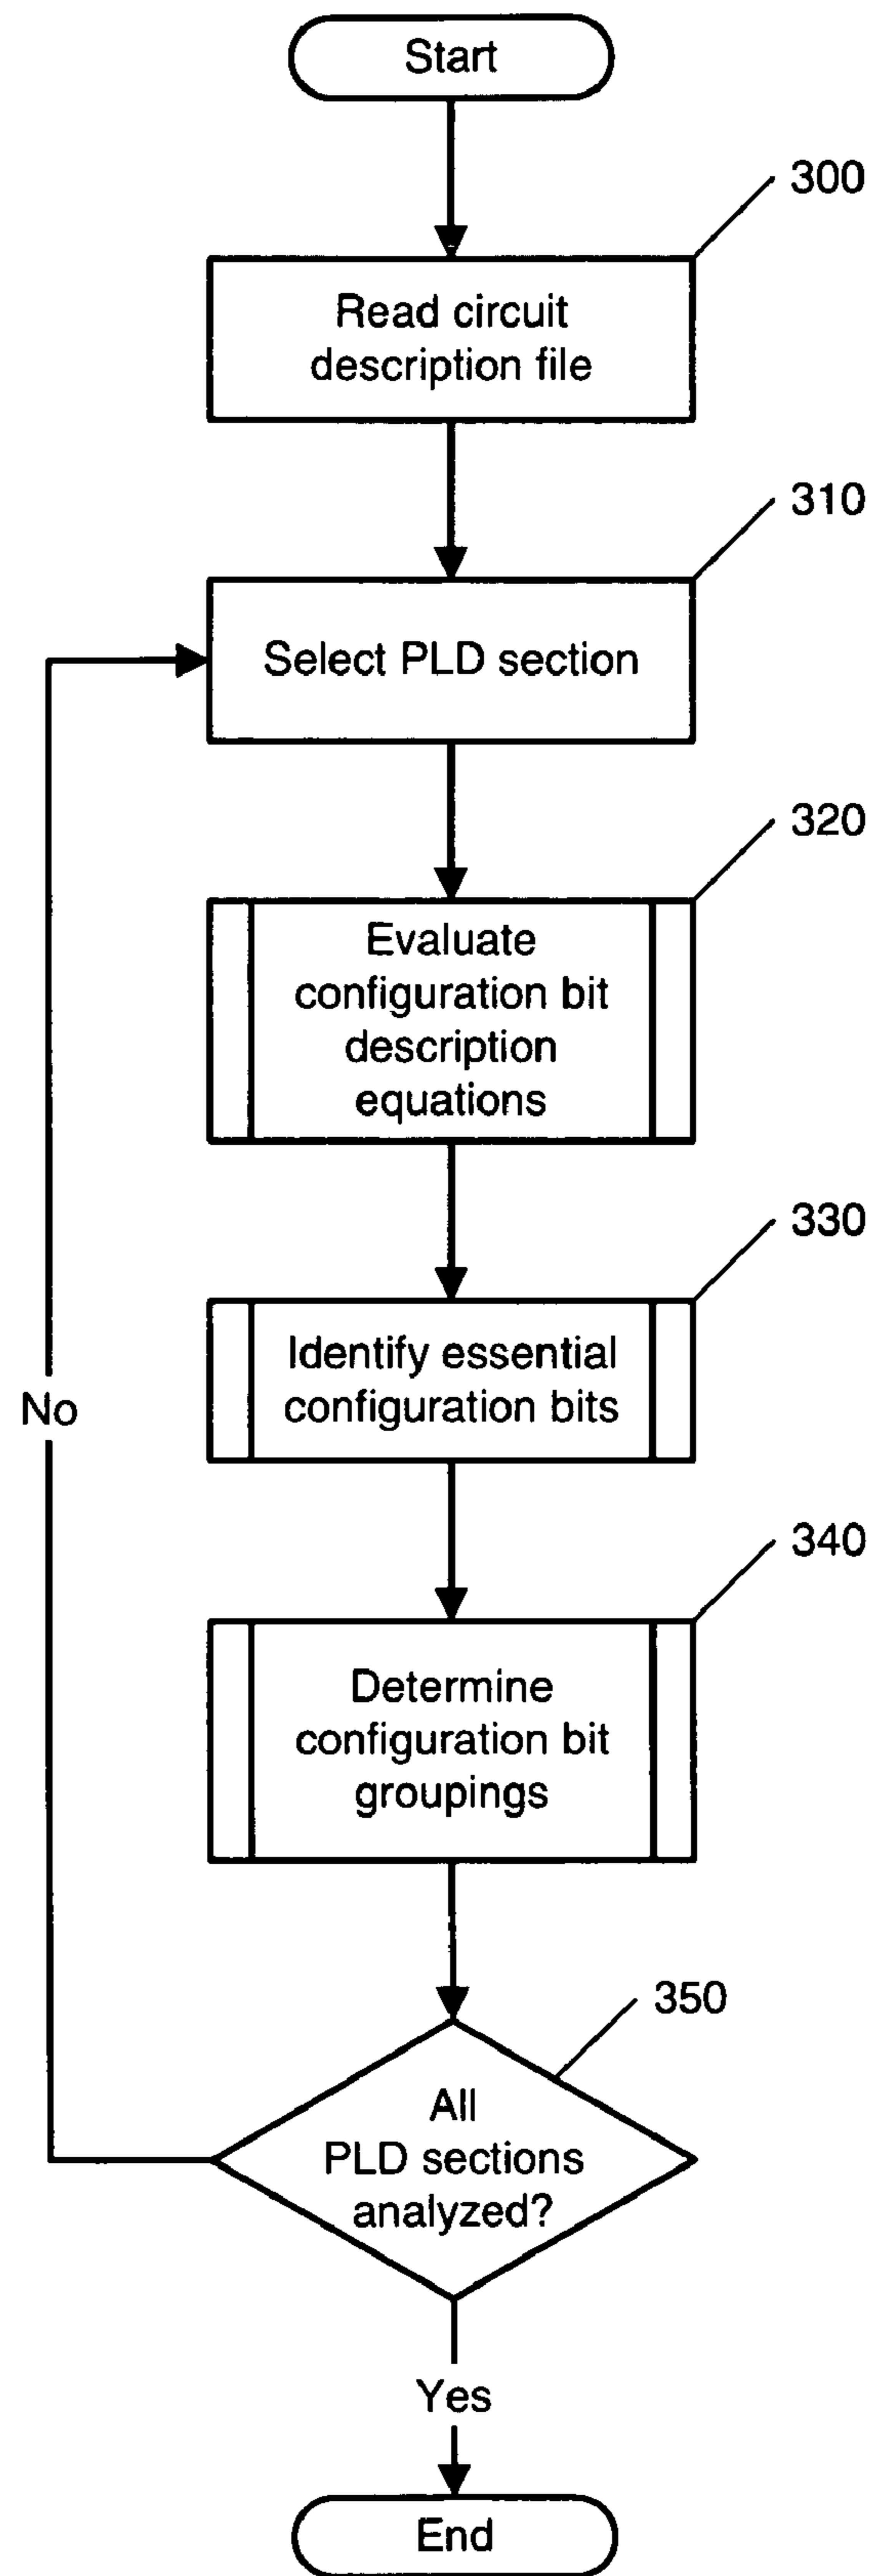 Start
300
Read circuit
description file
310
Select PLD section
320
Evaluate
configuration bit
description
equations
330
Identify essential
configuration bits
No
340
Determine
configuration bit
groupings
350
All
PLD sections
analyzed?
Yes
End